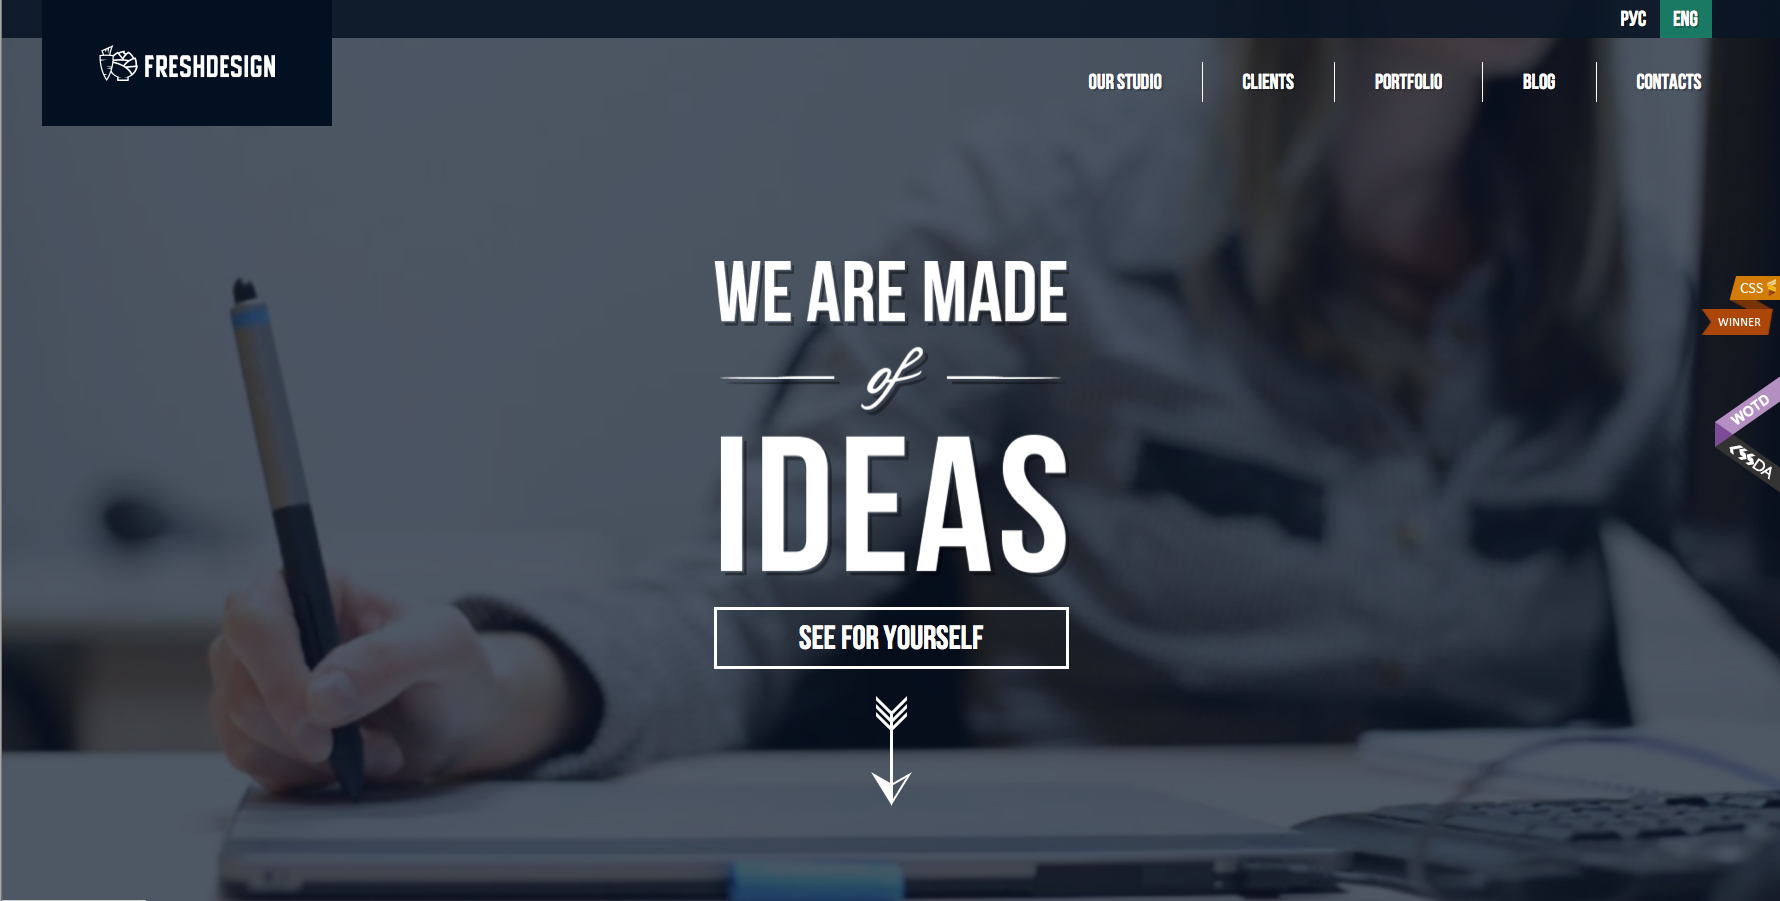 РУС
ENG
FRESHDESIGN
OUR STUDIO
CLIENTS
PORTFOLIO
BLOG
CONTACTS
WE ARE MADE
of
IDEAS
SEE FOR YOURSELF
CSS
WINNER
WOTD
CSSDA